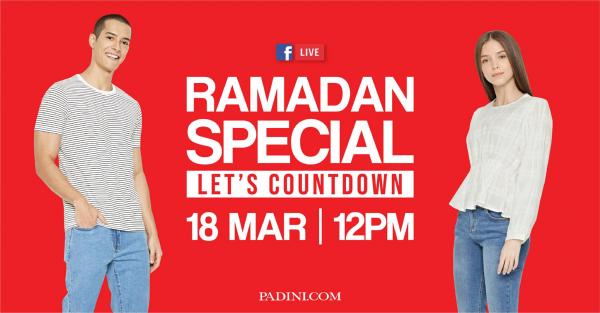 f LIVE
RAMADAN
SPECIAL
LET'S COUNTDOWN
18 MAR | 12PM
PADINI.COM